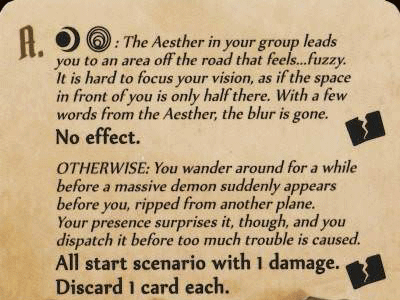 A. : The Aesther in your group leads
you to an area off the road that feels...fuzzy.
It is hard to focus your vision, as if the space
in front of you is only half there. With a few
words from the Aesther, the blur is gone.
No effect.
OTHERWISE: You wander around for a while
before a massive demon suddenly appears
before you, ripped from another plane.
Your presence surprises it, though, and you
dispatch it before too much trouble is caused.
All start scenario with 1 damage.
Discard 1 card each.